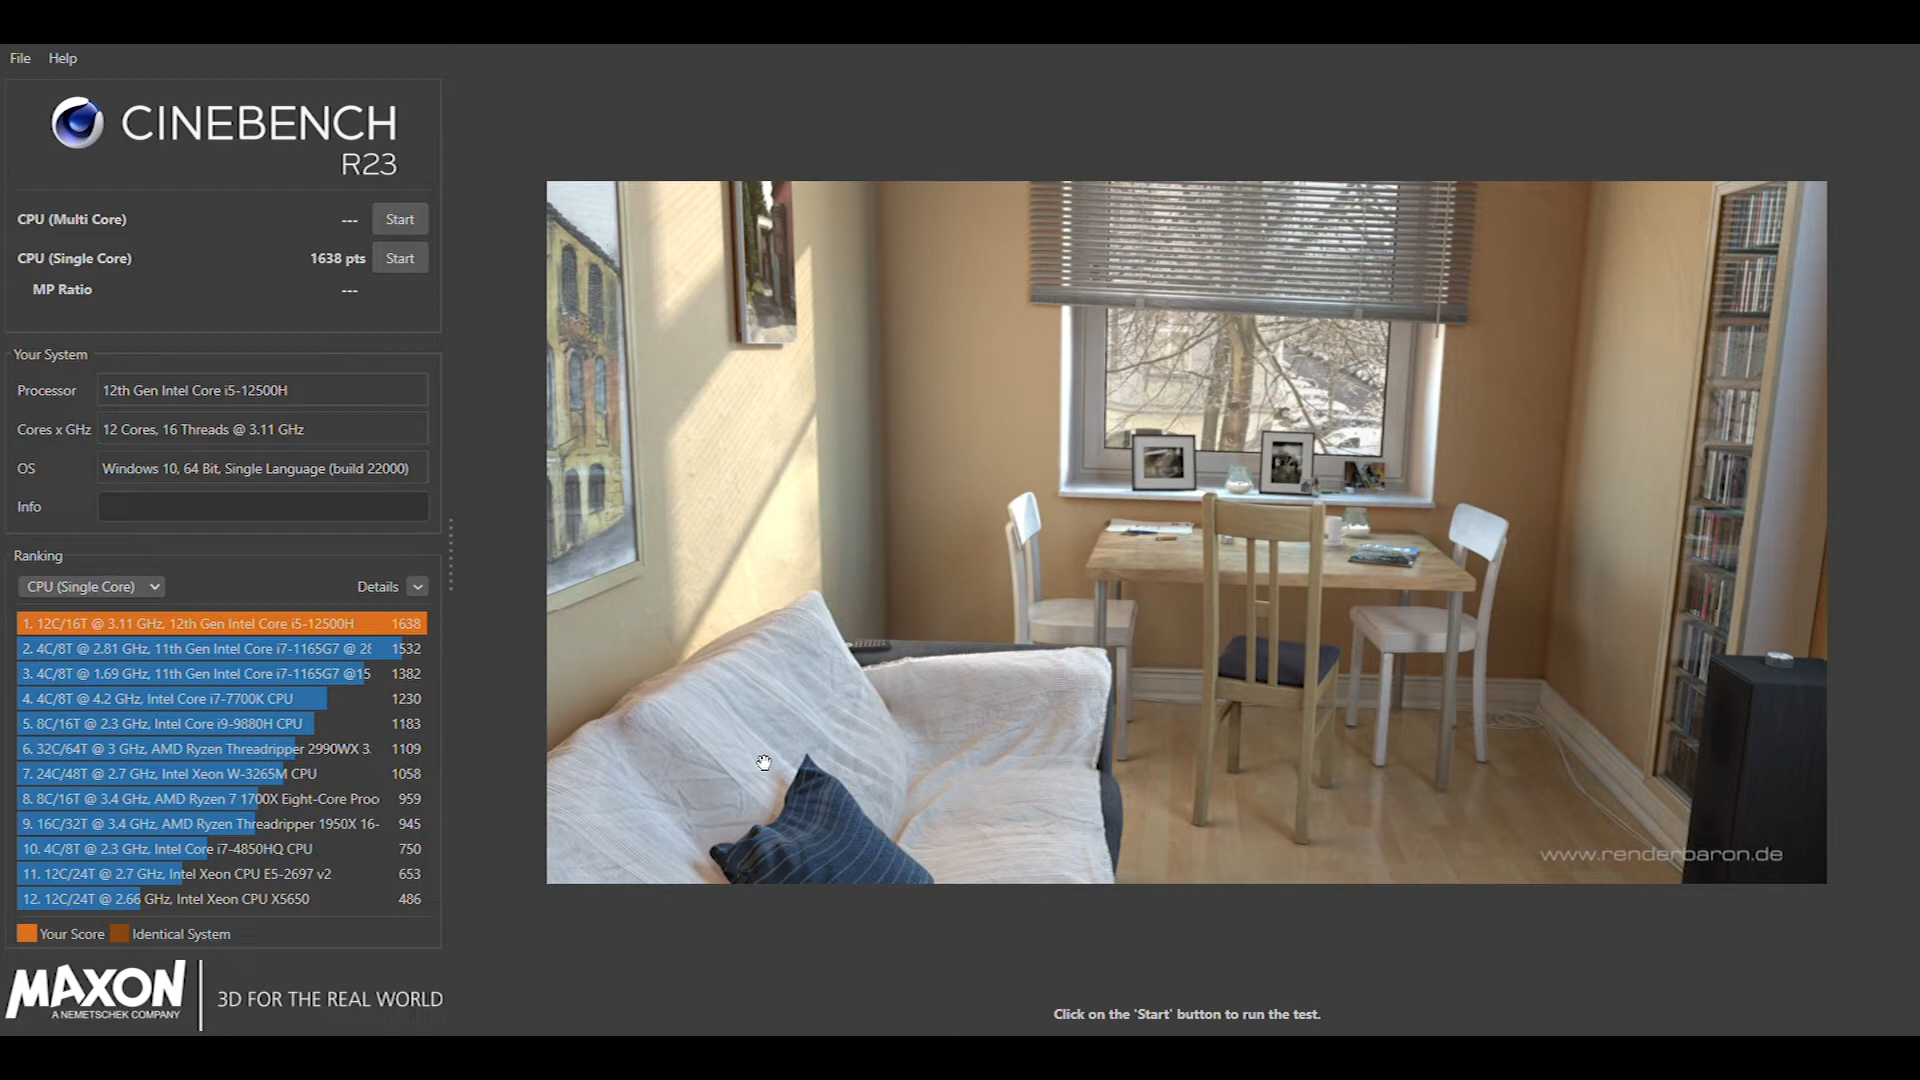 File Help
CINEBENCH
R23
CPU (Multi Core) --- Start
CPU (Single Core) 1638 pts Start
MP Ratio ---
Your System
Processor 12th Gen Intel Core i5-12500H
Cores x GHz 12 Cores, 16 Threads @ 3.11 GHz
OS Windows 10, 64 Bit, Single Language (build 22000)
Info
Ranking
CPU (Single Core) Details
1. 12C/16T @ 3.11 GHz, 12th Gen Intel Core i5-12500H 1638
2. 4C/8T @ 2.81 GHz, 11th Gen Intel Core i7-1165G7 @ 28 1532
3. 4C/8T @ 1.69 GHz, 11th Gen Intel Core i7-1165G7 @15 1382
4. 4C/8T @ 4.2 GHz, Intel Core i7-7700K CPU 1230
5. 8C/16T @ 2.3 GHz, Intel Core i9-9880H CPU 1183
6. 32C/64T @ 3 GHz, AMD Ryzen Threadripper 2990WX 3. 1109
7. 24C/48T @ 2.7 GHz, Intel Xeon W-3265M CPU 1058
8. 8C/16T @ 3.4 GHz, AMD Ryzen 7 1700X Eight-Core Proc 959
9. 16C/32T @ 3.4 GHz, AMD Ryzen Threadripper 1950X 16- 945
10. 4C/8T @ 2.3 GHz, Intel Core i7-4850HQ CPU 750
11. 12C/24T @ 2.7 GHz, Intel Xeon CPU E5-2697 v2 653
12. 12C/24T @ 2.66 GHz, Intel Xeon CPU X5650 486
Your Score Identical System
MAXON
A NEMETSCHEK COMPANY
3D FOR THE REAL WORLD
www.renderbaron.de
Click on the 'Start' button to run the test.